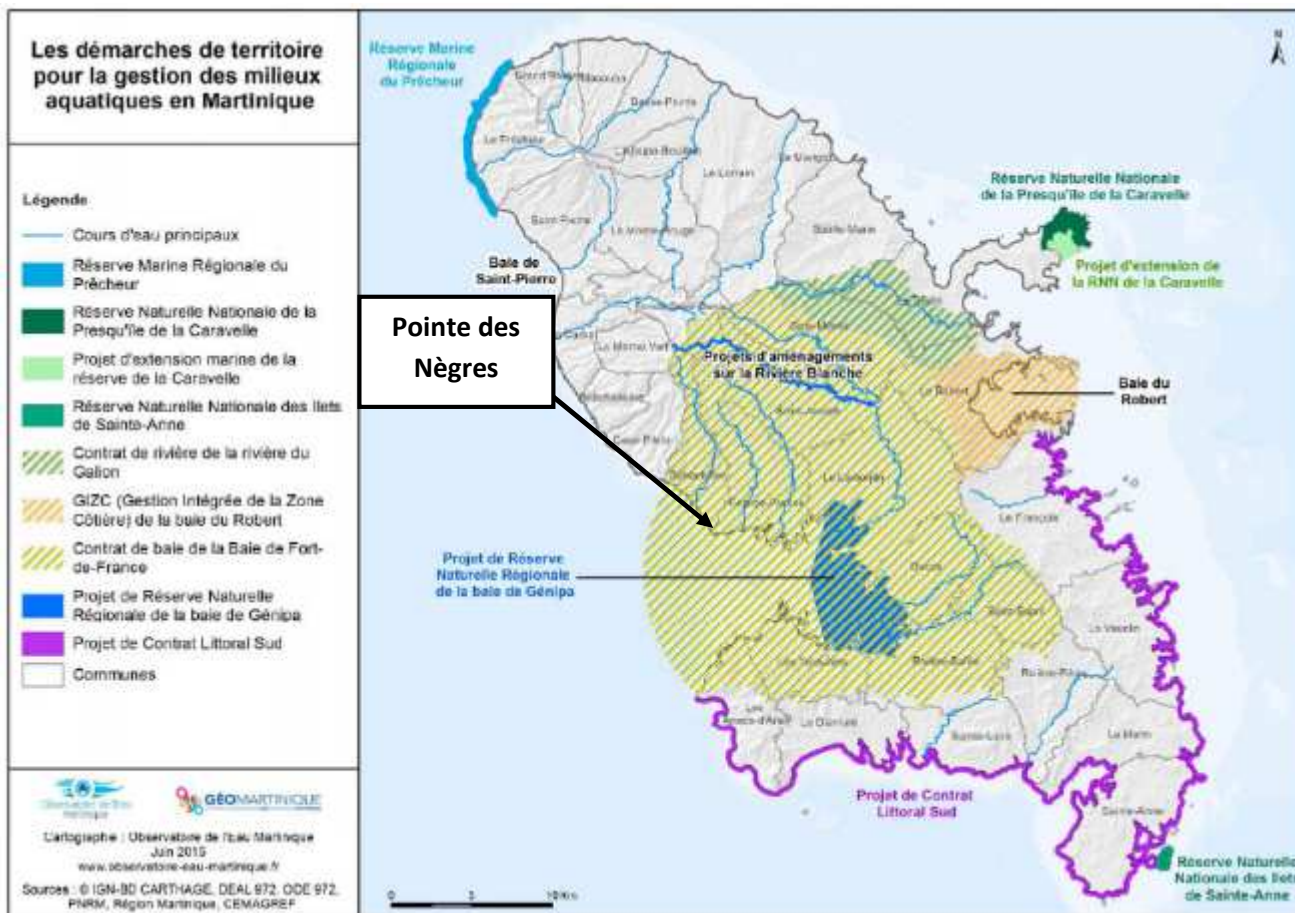 Les démarches de territoire
pour la gestion des milieux
aquatiques en Martinique
Légende
Cours d'eau principaux
Réserve Marine Régionale du
Prêcheur
Réserve Naturelle Nationale de la
Presqu'île de la Caravelle
Projet d'extension marine de la
réserve de la Caravelle
Réserve Naturelle Nationale des Ilets
de Sainte-Anne
Contrat de rivière de la rivière du
Galion
GIZC (Gestion Intégrée de la Zone
Côtière) de la baie du Robert
Contrat de baie de la Baie de Fort-
de-France
Projet de Réserve Naturelle
Régionale de la baie de Génipa
Projet de Contrat Littoral Sud
Communes
GÉOMARTINIQUE
Cartographie : Observatoire de l'Eau Martinique
Juin 2015
www.observatoire-eau-martinique.fr
Sources : © IGN-BD CARTHAGE, DEAL 972, ODE 972,
PNRM, Région Martinique, CEMAGREF
N
Réserve Marine
Régionale
du Prêcheur
Basse-Pointe
Le Prêcheur
Le Lorrain
Le Marigot
Saint-Pierre
Sainte-Marie
Réserve Naturelle Nationale
de la Presqu'île de la Caravelle
Projet d'extension de
la RNN de la Caravelle
Baie de
Saint-Pierre
Pointe des
Nègres
Le Morne Vert
Projets d'aménagements
sur la Rivière Blanche
Le Robert
Baie du
Robert
Le Lamentin
Le François
Projet de Réserve
Naturelle Régionale
de la baie de Génipa
Ducos
Saint-Esprit
Le Vauclin
Rivière-Salée
Rivière-Pilote
Le Diamant
Sainte-Luce
Le Marin
Sainte-Anne
Projet de Contrat
Littoral Sud
Réserve Naturelle
Nationale des Ilets
de Sainte-Anne
0 5 10 Km